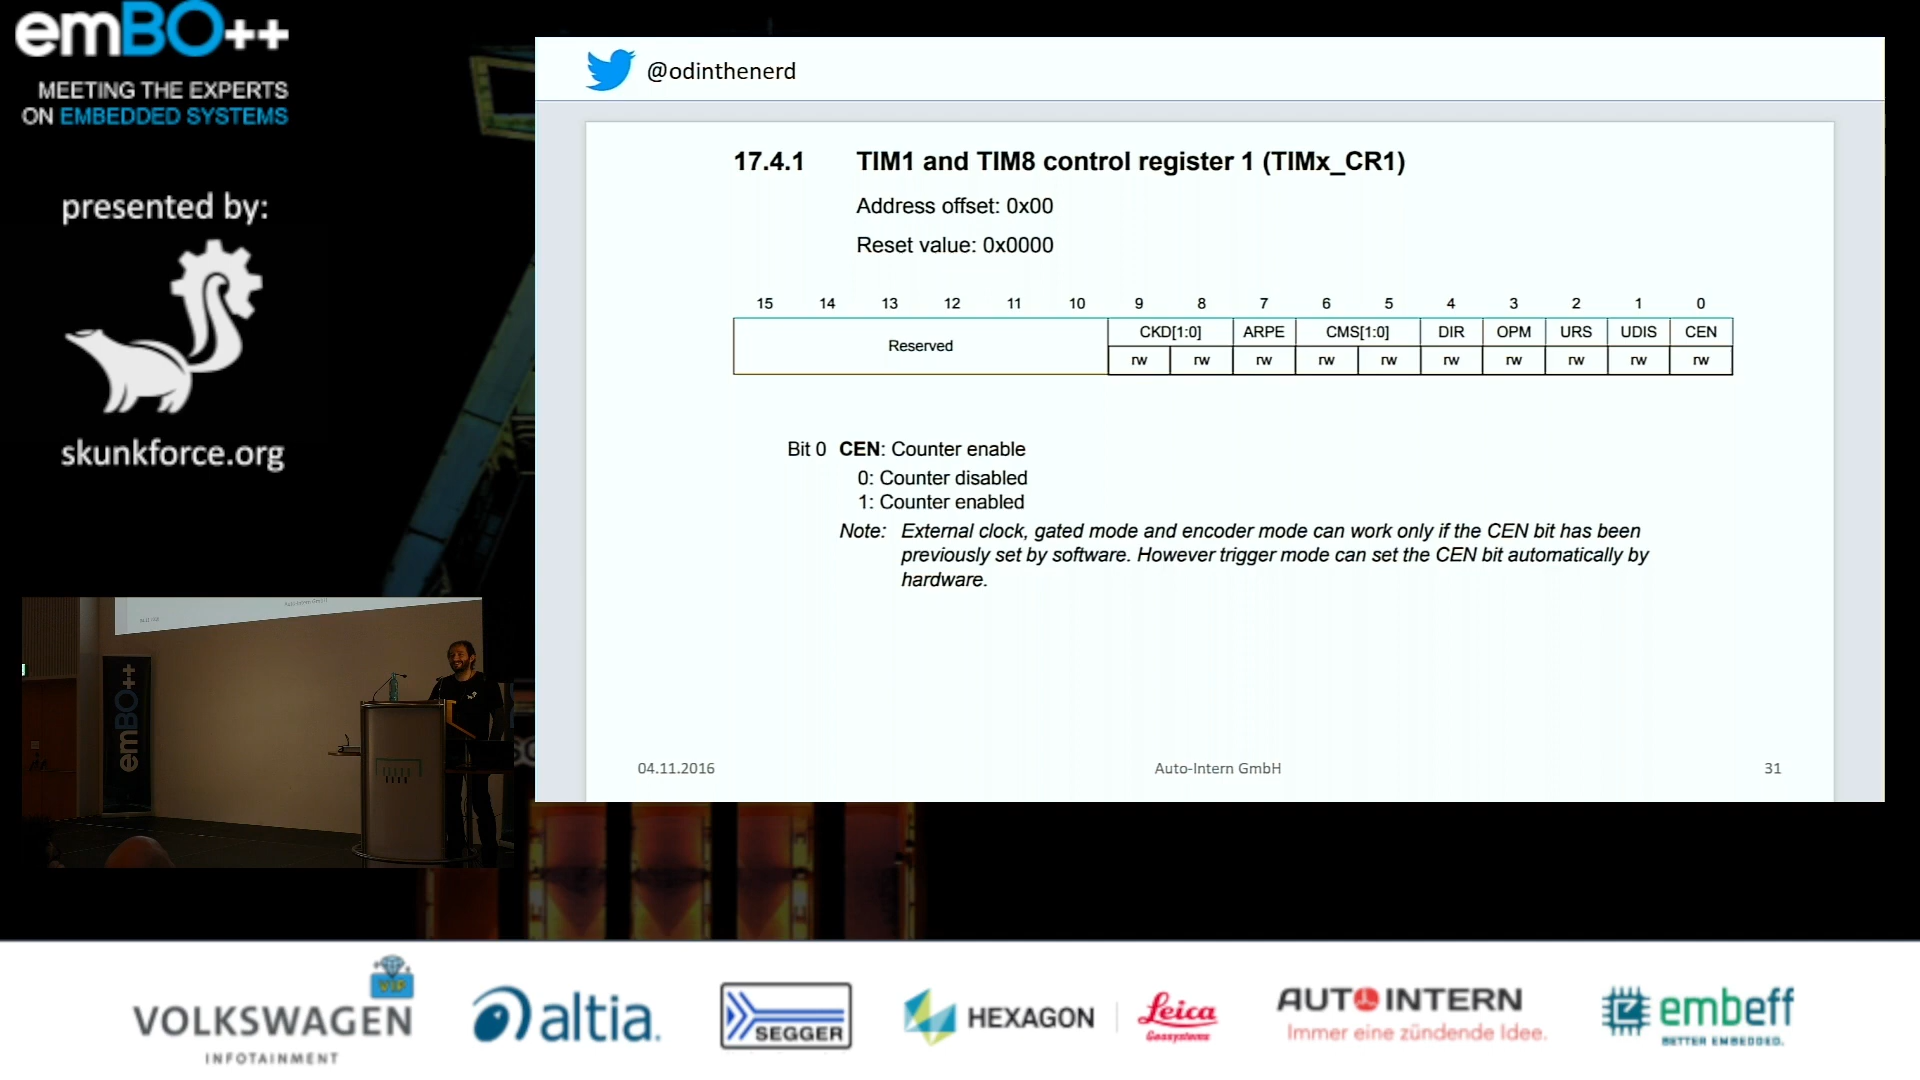 emBO++
MEETING THE EXPERTS
ON EMBEDDED SYSTEMS
presented by:
skunkforce.org
@odinthenerd
17.4.1 TIM1 and TIM8 control register 1 (TIMx_CR1)
Address offset: 0x00
Reset value: 0x0000
15 14 13 12 11 10 9 8 7 6 5 4 3 2 1 0
Reserved CKD[1:0] ARPE CMS[1:0] DIR OPM URS UDIS CEN
rw rw rw rw rw rw rw rw rw rw
Bit 0 CEN: Counter enable
0: Counter disabled
1: Counter enabled
Note: External clock, gated mode and encoder mode can work only if the CEN bit has been
previously set by software. However trigger mode can set the CEN bit automatically by
hardware.
04.11.2016 Auto-Intern GmbH 31
emBO++
VIP
VOLKSWAGEN
INFOTAINMENT
altia.
SEGGER
HEXAGON
Leica
Geosystems
AUTOINTERN
Immer eine zündende Idee.
embeff
BETTER EMBEDDED.